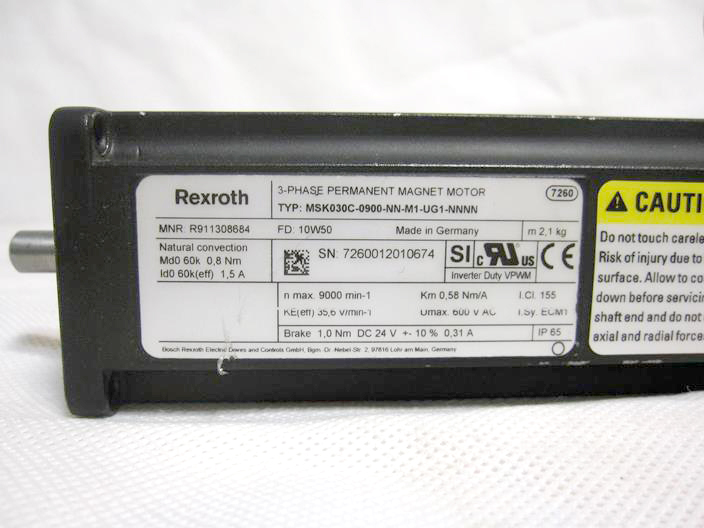 Rexroth
3-PHASE PERMANENT MAGNET MOTOR
7260
TYP: MSK030C-0900-NN-M1-UG1-NNNN
MNR: R911308684 FD: 10W50 Made in Germany m 2,1 kg
Natural convection
Md0 60k 0,8 Nm
Id0 60k(eff) 1,5 A
SN: 7260012010674
SI c RU us CE
Inverter Duty VPWM
n max. 9000 min-1 Km 0,58 Nm/A I.Cl. 155
KE(eff) 35,6 V/min-1 Umax. 600 V AC I.Sy. ECM1
Brake 1,0 Nm DC 24 V +- 10 % 0,31 A IP 65
Bosch Rexroth Electric Drives and Controls GmbH, Bgm. Dr. Nebel-Str. 2, 97816 Lohr am Main, Germany
CAUTI
Do not touch carele
Risk of injury due to
surface. Allow to co
down before servicin
shaft end and do not
axial and radial force